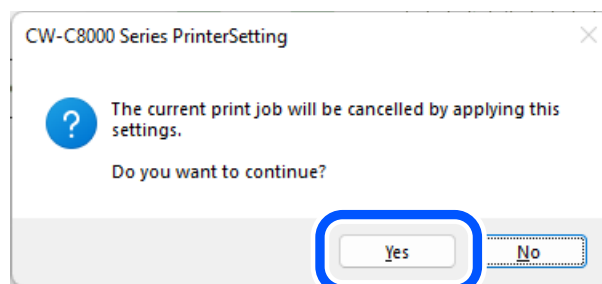 CW-C8000 Series PrinterSetting
The current print job will be cancelled by applying this
settings.
Do you want to continue?
Yes No